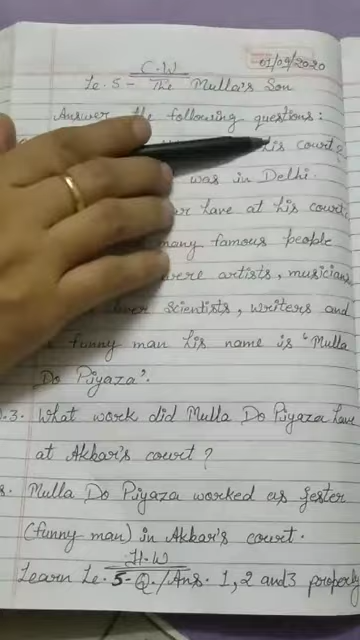 C.W
01/09/2020
Le. 5 - The Mulla's Son
Answer the following questions:
his court?
was in Delhi.
have at his court
many famous people
were artists, musician
scientists, writers and
funny man his name is "Mulla
Do Piyaza".
.3. What work did Mulla Do Piyaza have
at Akbar's court?
s. Mulla Do Piyaza worked as Jester
(funny man) in Akbar's court.
H.W
Learn Le. 5-Q./Ans. 1, 2 and 3 properly